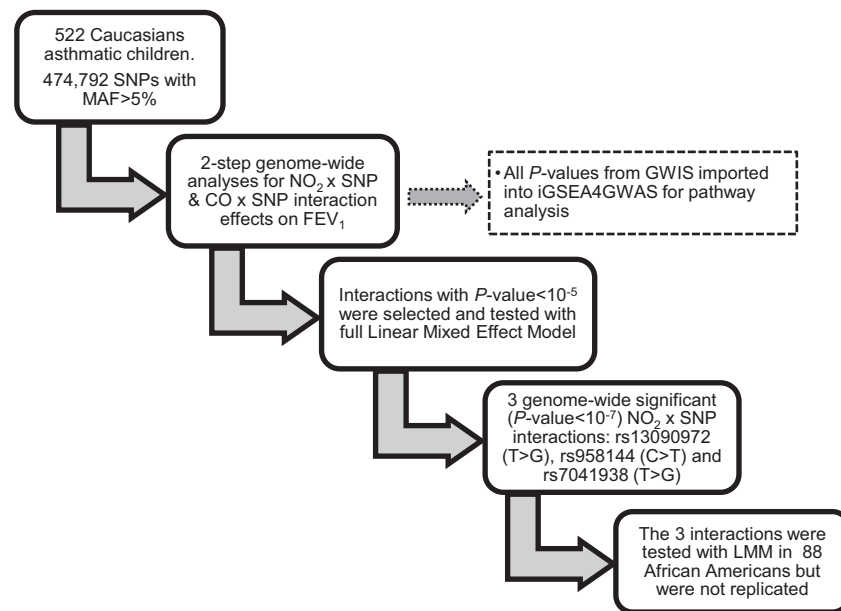 522 Caucasians
asthmatic children.
474,792 SNPs with
MAF>5%
2-step genome-wide
analyses for NO₂ x SNP
& CO x SNP interaction
effects on FEV₁
• All P-values from GWIS imported
into iGSEA4GWAS for pathway
analysis
Interactions with P-value<10⁻⁵
were selected and tested with
full Linear Mixed Effect Model
3 genome-wide significant
(P-value<10⁻⁷) NO₂ x SNP
interactions: rs13090972
(T>G), rs958144 (C>T) and
rs7041938 (T>G)
The 3 interactions were
tested with LMM in 88
African Americans but
were not replicated